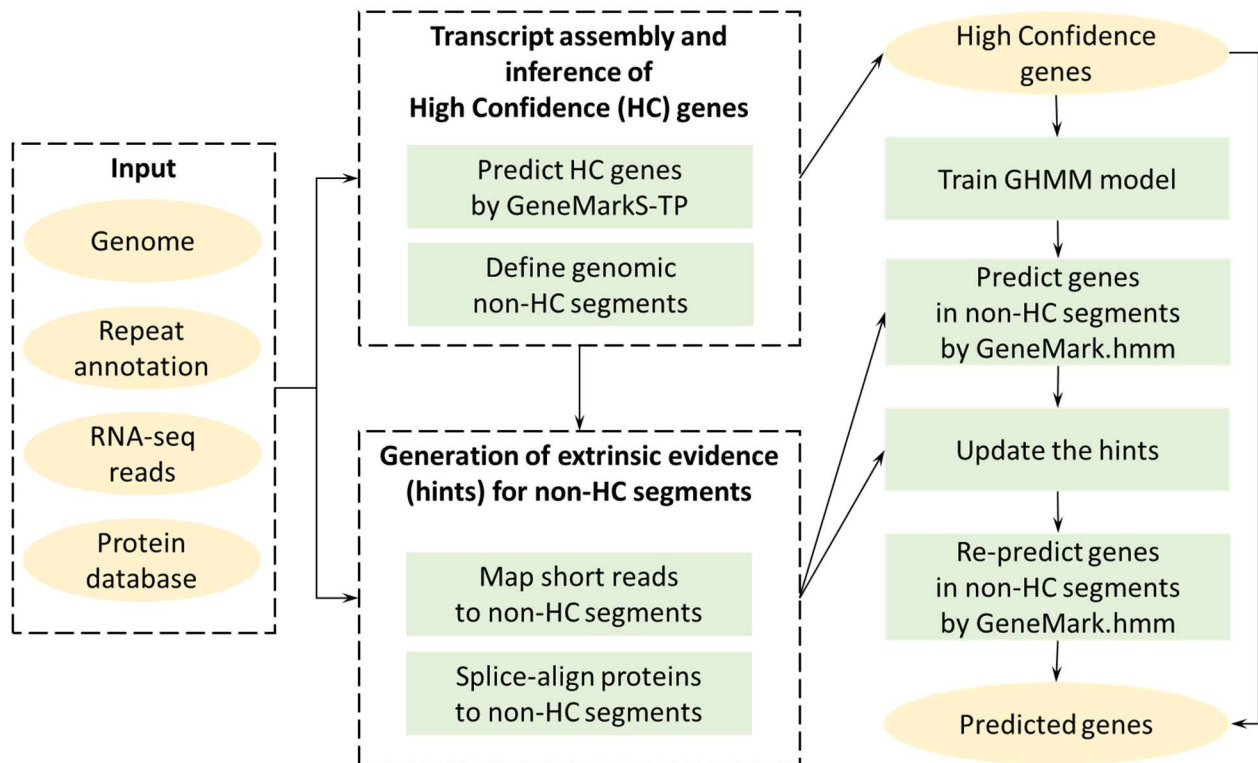 Input
Genome
Repeat
annotation
RNA-seq
reads
Protein
database
Transcript assembly and
inference of
High Confidence (HC) genes
Predict HC genes
by GeneMarkS-TP
Define genomic
non-HC segments
Generation of extrinsic evidence
(hints) for non-HC segments
Map short reads
to non-HC segments
Splice-align proteins
to non-HC segments
High Confidence
genes
Train GHMM model
Predict genes
in non-HC segments
by GeneMark.hmm
Update the hints
Re-predict genes
in non-HC segments
by GeneMark.hmm
Predicted genes